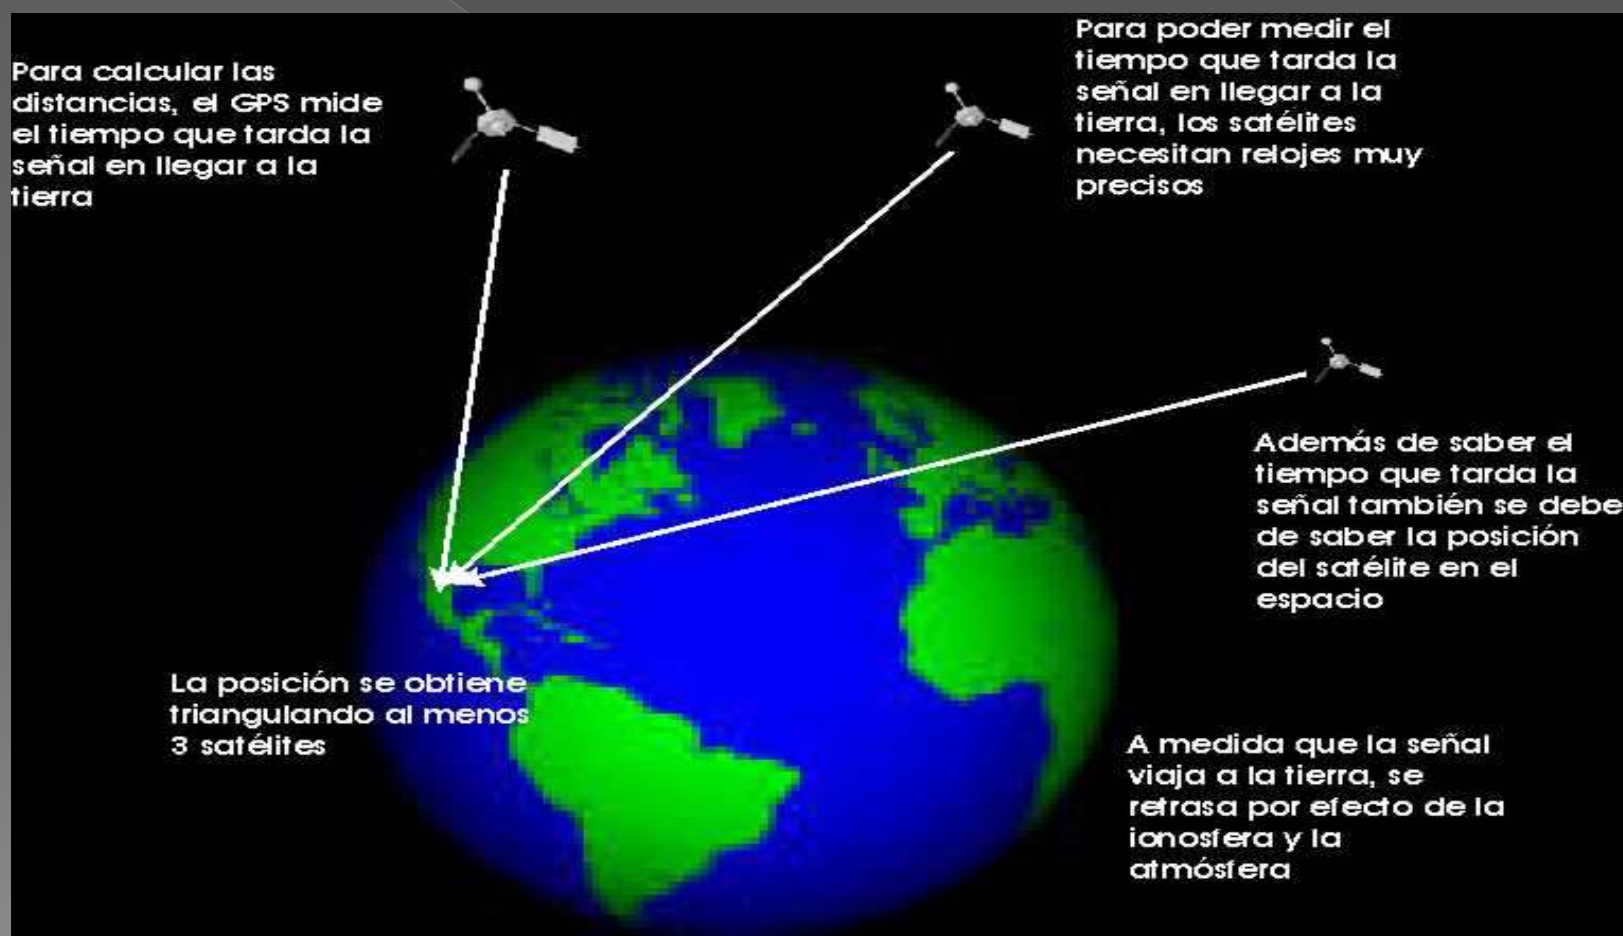 Para calcular las
distancias, el GPS mide
el tiempo que tarda la
señal en llegar a la
tierra
Para poder medir el
tiempo que tarda la
señal en llegar a la
tierra, los satélites
necesitan relojes muy
precisos
Además de saber el
tiempo que tarda la
señal también se debe
de saber la posición
del satélite en el
espacio
La posición se obtiene
triangulando al menos
3 satélites
A medida que la señal
viaja a la tierra, se
retrasa por efecto de la
ionosfera y la
atmósfera